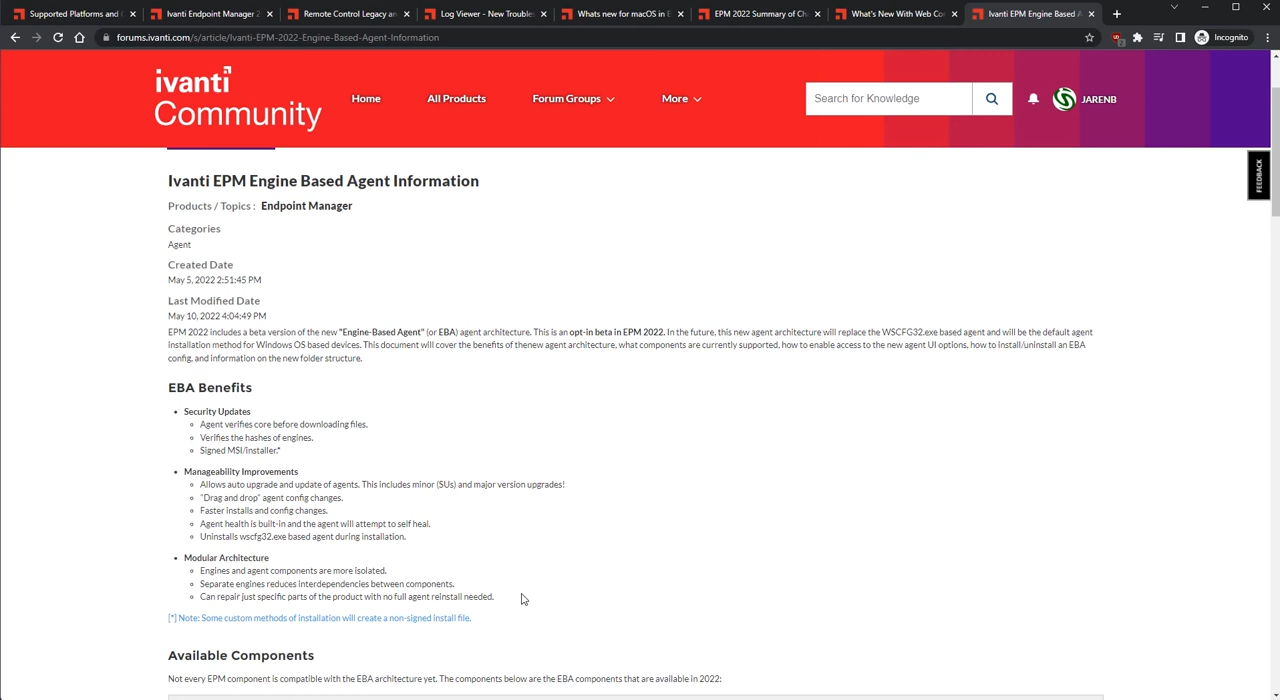 Supported Platforms and
Ivanti Endpoint Manager 2
Remote Control Legacy an
Log Viewer - New Troubles
Whats new for macOS in E
EPM 2022 Summary of Ch
What's New With Web Co
Ivanti EPM Engine Based A
forums.ivanti.com/s/article/Ivanti-EPM-2022-Engine-Based-Agent-Information
2
Incognito
ivanti
Community
Home
All Products
Forum Groups
More
Search for Knowledge
JARENB
FEEDBACK
Ivanti EPM Engine Based Agent Information
Products / Topics : Endpoint Manager
Categories
Agent
Created Date
May 5, 2022 2:51:45 PM
Last Modified Date
May 10, 2022 4:04:49 PM
EPM 2022 includes a beta version of the new "Engine-Based Agent" (or EBA) agent architecture. This is an opt-in beta in EPM 2022. In the future, this new agent architecture will replace the WSCFG32.exe based agent and will be the default agent
installation method for Windows OS based devices. This document will cover the benefits of thenew agent architecture, what components are currently supported, how to enable access to the new agent UI options, how to install/uninstall an EBA
config, and information on the new folder structure.
EBA Benefits
• Security Updates
Agent verifies core before downloading files.
Verifies the hashes of engines.
Signed MSI/installer.*
• Manageability Improvements
Allows auto upgrade and update of agents. This includes minor (SUs) and major version upgrades!
"Drag and drop" agent config changes.
Faster installs and config changes.
Agent health is built-in and the agent will attempt to self heal.
Uninstalls wscfg32.exe based agent during installation.
• Modular Architecture
Engines and agent components are more isolated.
Separate engines reduces interdependencies between components.
Can repair just specific parts of the product with no full agent reinstall needed.
[*] Note: Some custom methods of installation will create a non-signed install file.
Available Components
Not every EPM component is compatible with the EBA architecture yet. The components below are the EBA components that are available in 2022: